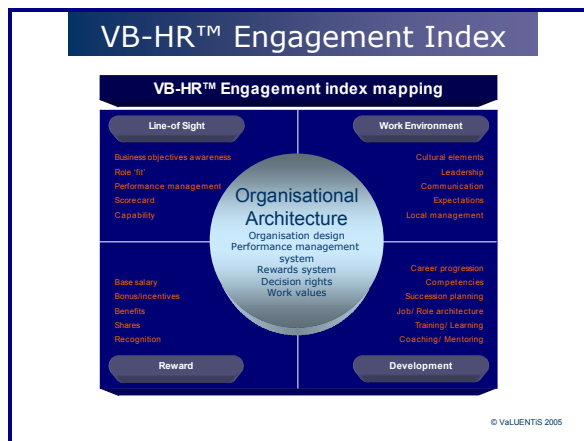 VB-HR™ Engagement Index
VB-HR™ Engagement index mapping
Line-of Sight
Business objectives awareness
Role 'fit'
Performance management
Scorecard
Capability
Work Environment
Cultural elements
Leadership
Communication
Expectations
Local management
Organisational
Architecture
Organisation design
Performance management
system
Rewards system
Decision rights
Work values
Base salary
Bonus/incentives
Benefits
Shares
Recognition
Reward
Career progression
Competencies
Succession planning
Job/ Role architecture
Training/ Learning
Coaching/ Mentoring
Development
© VaLUENTiS 2005